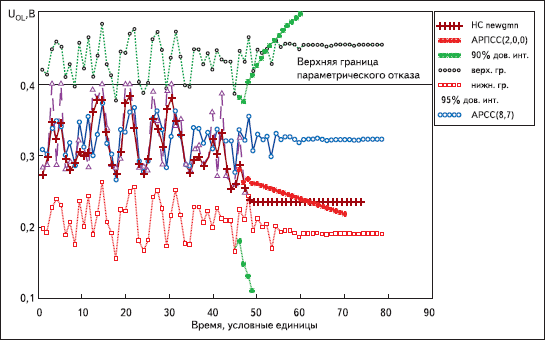 U_OL, В
0,4
0,3
0,2
0,1
0 10 20 30 40 50 60 70 80 90
Время, условные единицы
Верхняя граница
параметрического отказа
НС newgmn
АРПСС(2,0,0)
90% дов. инт.
верх. гр.
нижн. гр.
95% дов. инт.
АРСС(8,7)